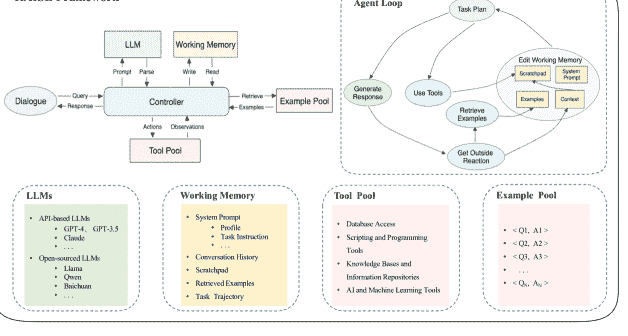 Agent Loop
Task Plan
LLM
Working Memory
Prompt
Parse
Write
Read
Edit Working Memory
Scratchpad
System
Prompt
Examples
Context
Dialogue
Query
Response
Controller
Retrieve
Examples
Example Pool
Generate
Response
Use Tools
Retrieve
Examples
Actions
Observations
Tool Pool
Get Outside
Reaction
LLMs
• API-based LLMs
• GPT-4、 GPT-3.5
• Claude
• . . .
• Open-sourced LLMs
• Llama
• Qwen
• Baichuan
• . . .
Working Memory
• System Prompt
• Profile
• Task Instruction
• . . .
• Conversation History
• Scratchpad
• Retrieved Examples
• Task Trajectory
Tool Pool
• Database Access
• Scripting and Programming
Tools
• Knowledge Bases and
Information Repositories
• AI and Machine Learning Tools
Example Pool
• < Q1, A1 >
• < Q2, A2 >
• < Q3, A3 >
• . . .
• < QN, AN >